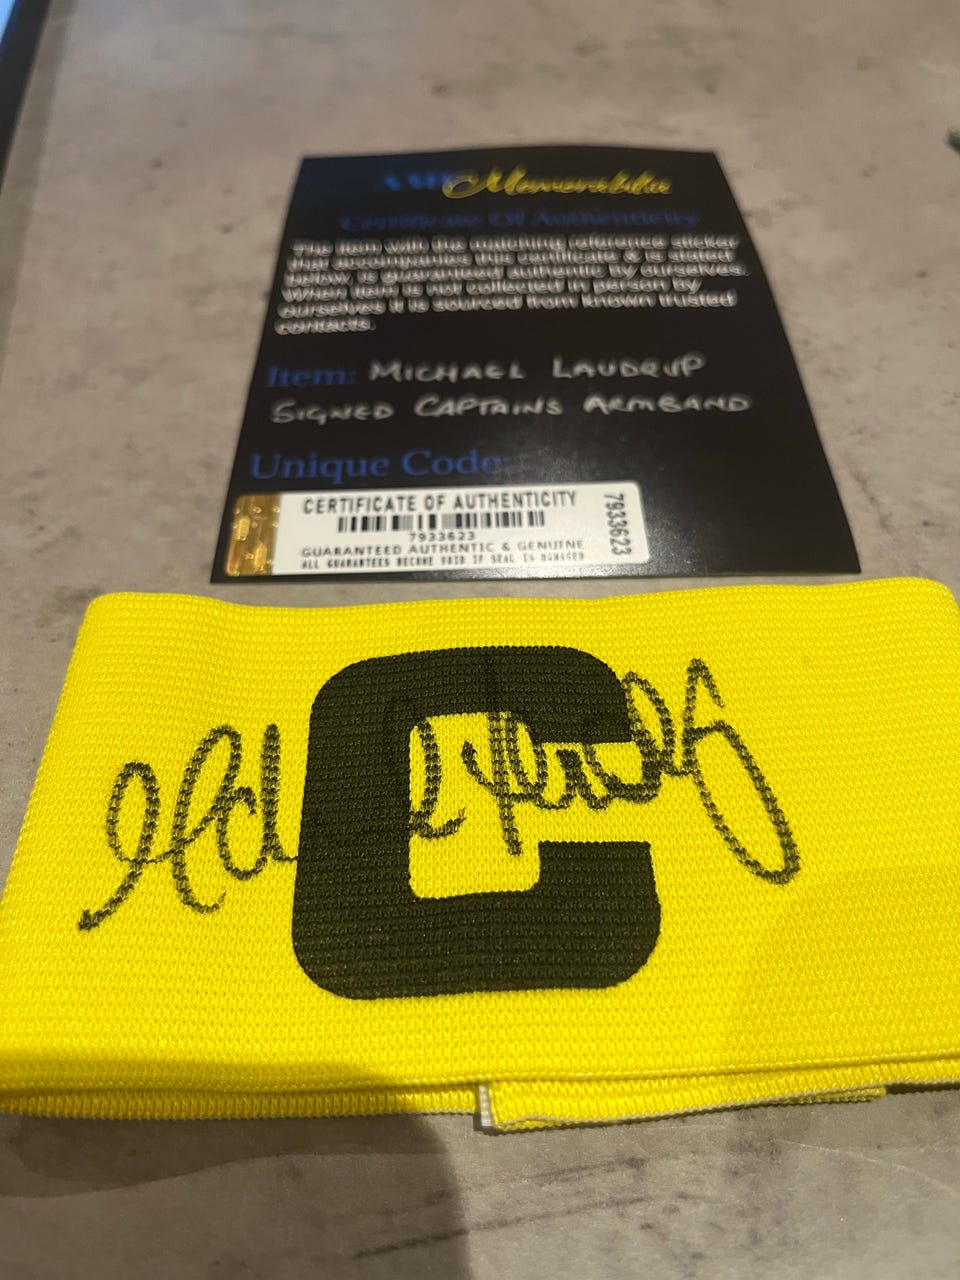 AMI Memorabilia
Certificate Of Authenticity
The item with the matching reference sticker
that accompanies this certificate & is stated
below, is guaranteed authentic by ourselves.
When item is not collected in person by
ourselves it is sourced from known trusted
contacts.
Item: MICHAEL LAUDRUP
SIGNED CAPTAINS ARMBAND
Unique Code:
CERTIFICATE OF AUTHENTICITY
7933623
7933623
GUARANTEED AUTHENTIC & GENUINE
ALL GUARANTEES BECOME VOID IF SEAL IS DAMAGED
C